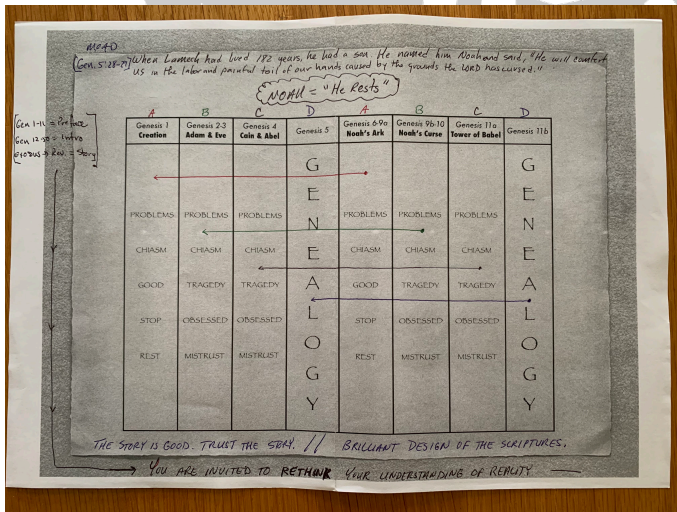 MOAD
[Gen. 5:28-29] When Lamech had lived 182 years, he had a son. He named him Noah and said, "He will comfort
us in the labor and painful toil of our hands caused by the grounds the LORD has cursed."
NOAH = "He Rests"
A B C D A B C D
[Gen 1-11 = Preface
Gen 12-50 = Intro
Exodus → Rev. = Story]
Genesis 1 Genesis 2-3 Genesis 4 Genesis 5 Genesis 6-9a Genesis 9b-10 Genesis 11a Genesis 11b
Creation Adam & Eve Cain & Abel Noah's Ark Noah's Curse Tower of Babel
G G
E E
N N
PROBLEMS PROBLEMS PROBLEMS PROBLEMS PROBLEMS PROBLEMS
E E
CHIASM CHIASM CHIASM CHIASM CHIASM CHIASM
A A
GOOD TRAGEDY TRAGEDY GOOD TRAGEDY TRAGEDY
L L
STOP OBSESSED OBSESSED STOP OBSESSED OBSESSED
O O
REST MISTRUST MISTRUST REST MISTRUST MISTRUST
G G
Y Y
THE STORY IS GOOD. TRUST THE STORY. // BRILLIANT DESIGN OF THE SCRIPTURES.
YOU ARE INVITED TO RETHINK YOUR UNDERSTANDING OF REALITY